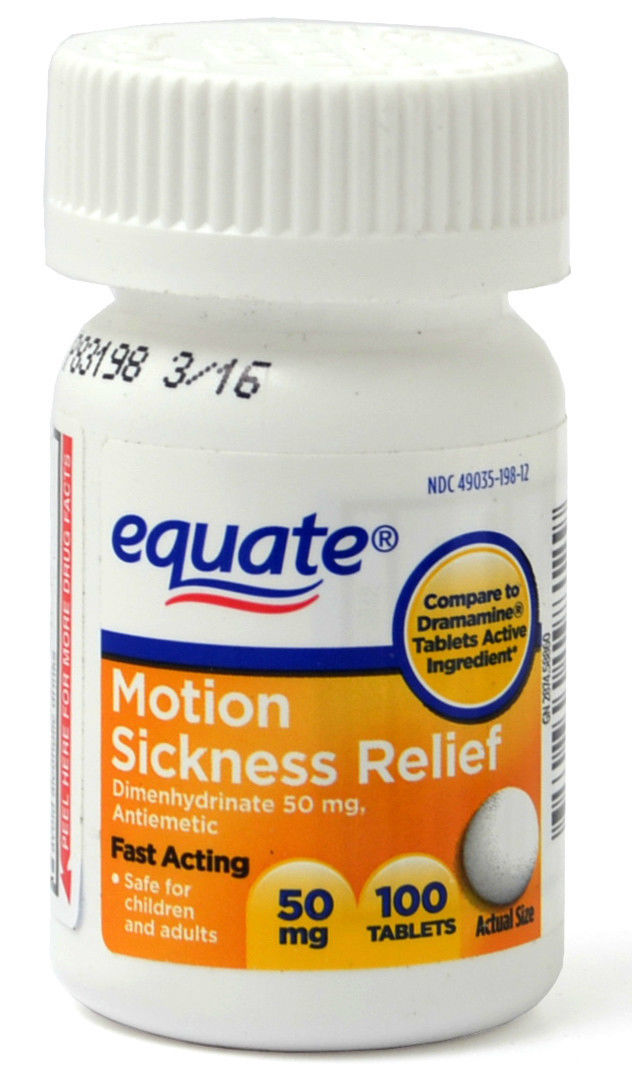 P83198 3/16
NDC 49035-198-12
equate®
Compare to
Dramamine®
Tablets Active
Ingredient*
Motion
Sickness Relief
Dimenhydrinate 50 mg,
Antiemetic
Fast Acting
• Safe for
children
and adults
50
mg
100
TABLETS
Actual Size
PEEL HERE FOR MORE DRUG FACTS